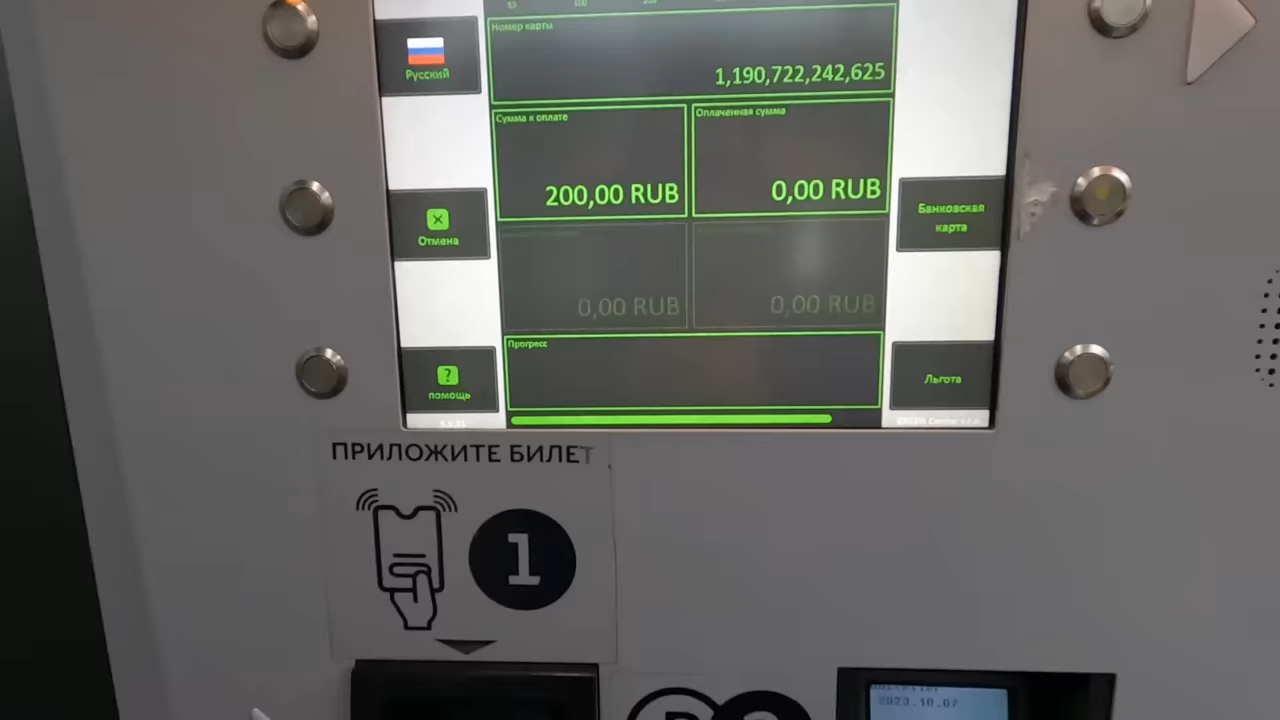 Номер карты
Русский
1,190,722,242,625
Сумма к оплате
Оплаченная сумма
200,00 RUB
0,00 RUB
Отмена
Банковская
карта
0,00 RUB
0,00 RUB
Прогресс
?
помощь
Льгота
ПРИЛОЖИТЕ БИЛЕТ
1
2023.10.07